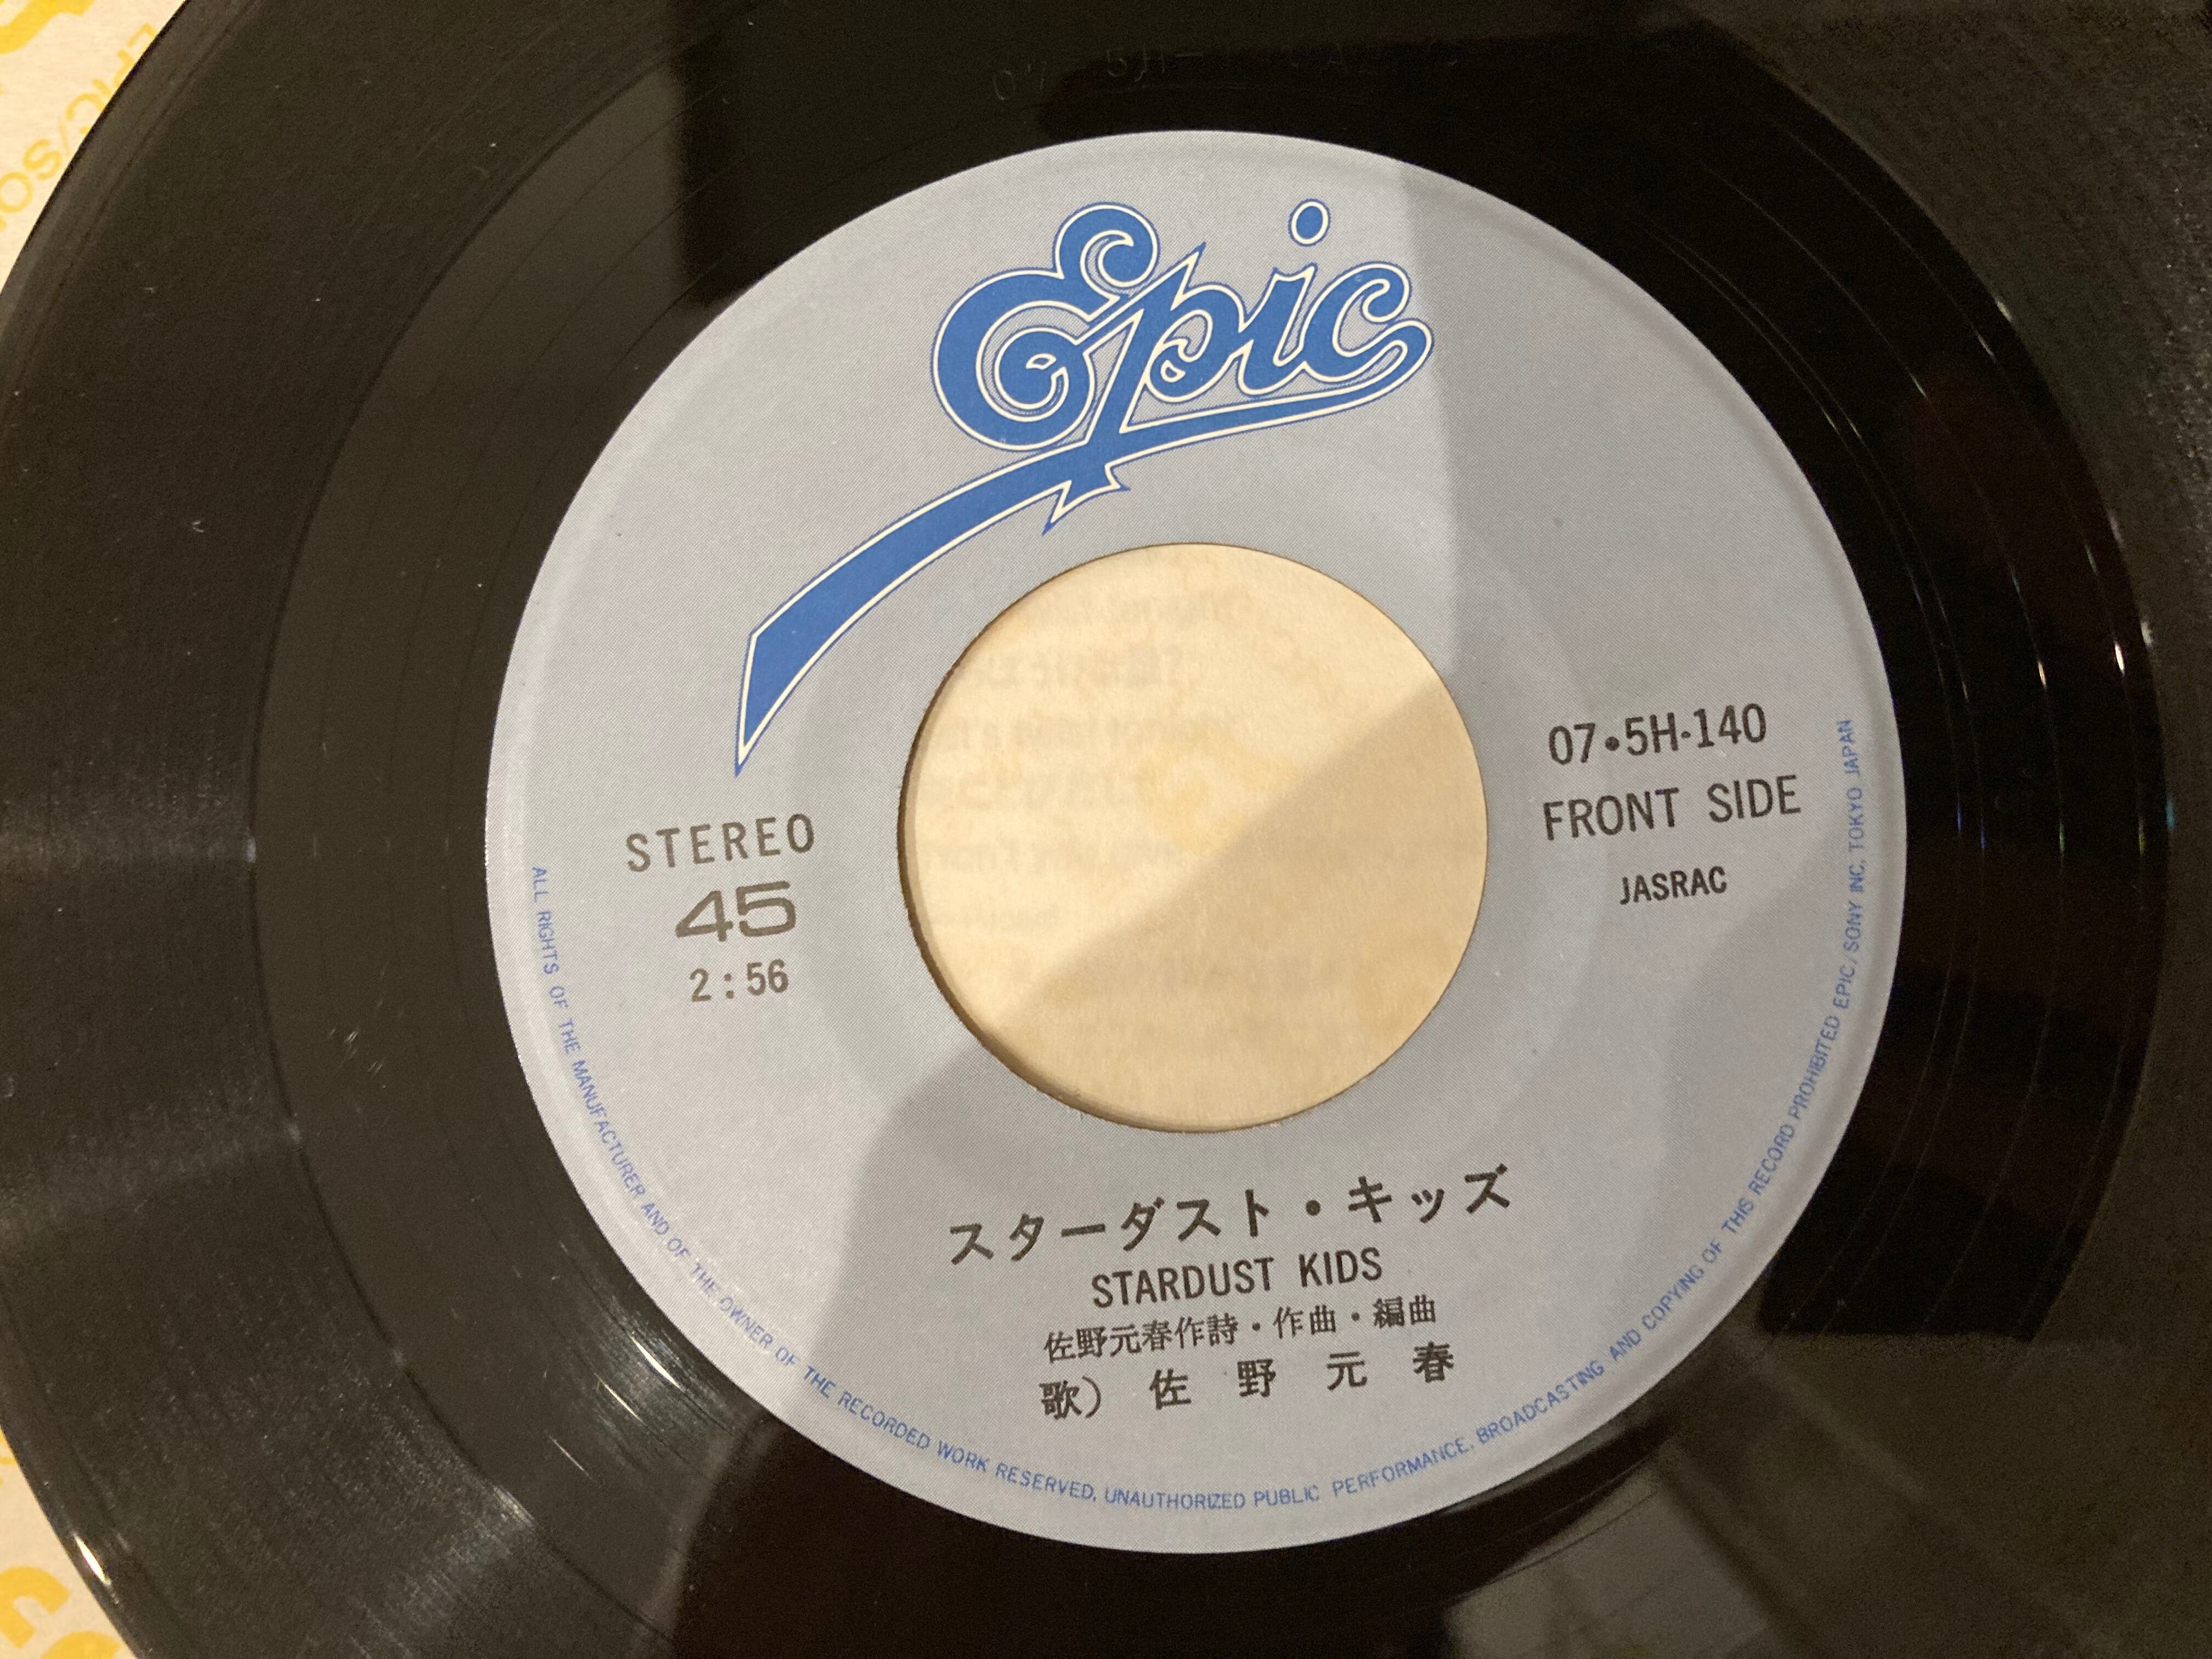 Epic
STEREO
45
2:56
07・5H・140
FRONT SIDE
JASRAC
スターダスト・キッズ
STARDUST KIDS
佐野元春作詩・作曲・編曲
歌） 佐野元春
ALL RIGHTS OF THE MANUFACTURER AND OF THE OWNER OF THE RECORDED WORK RESERVED. UNAUTHORIZED PUBLIC PERFORMANCE, BROADCASTING AND COPYING OF THIS RECORD PROHIBITED EPIC/SONY INC. TOKYO JAPAN